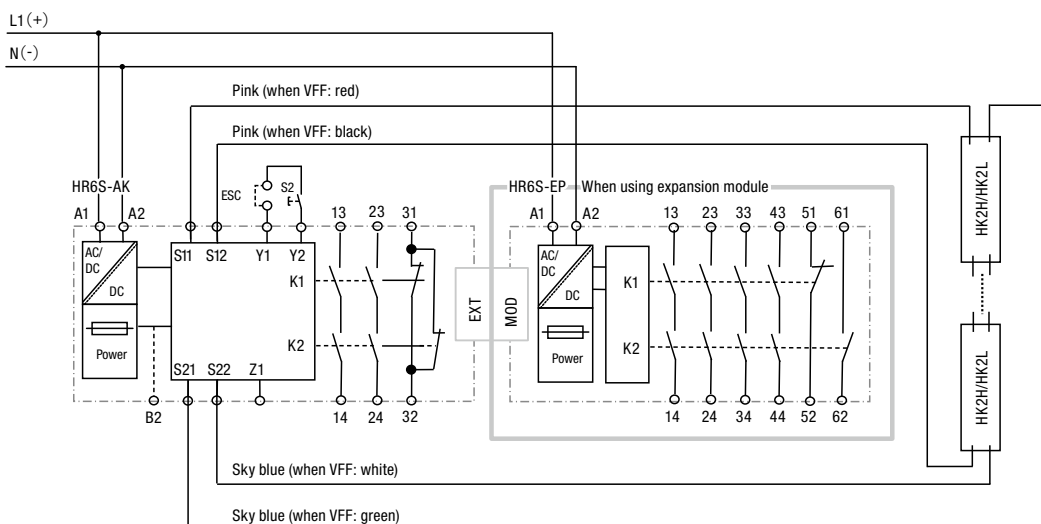 L1(+)
N(-)
Pink (when VFF: red)
Pink (when VFF: black)
HR6S-AK
ESC
S2
HR6S-EP
When using expansion module
A1
A2
13
23
31
A1
A2
13
23
33
43
51
61
AC/
DC
DC
Power
S11
S12
Y1
Y2
K1
K2
S21
S22
Z1
EXT
MOD
AC/
DC
DC
Power
K1
K2
B2
14
24
32
14
24
34
44
52
62
HK2H/HK2L
HK2H/HK2L
Sky blue (when VFF: white)
Sky blue (when VFF: green)